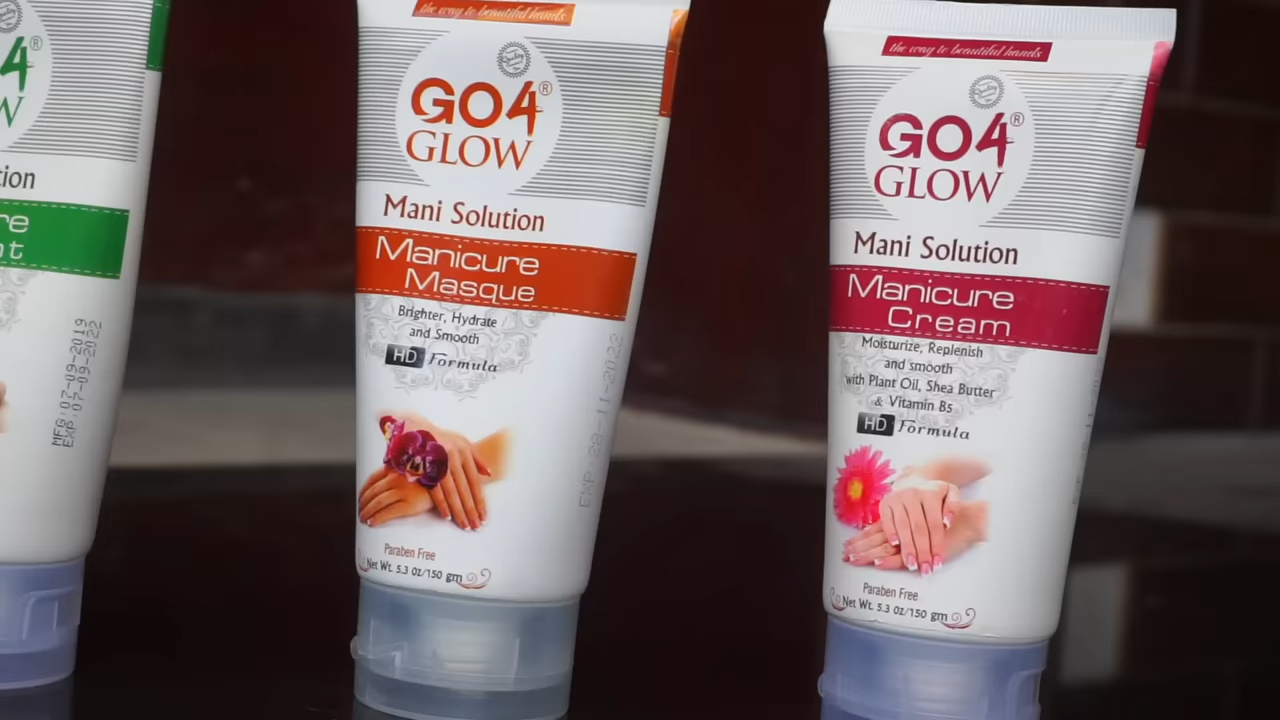 4®
W
tion
re
nt
MFG:07-09-2019
EXP:07-09-2022
the way to beautiful hands
Quality
GO4®
GLOW
Mani Solution
Manicure
Masque
Brighter, Hydrate
and Smooth
HD Formula
EXP:28-11-2022
Paraben Free
Net Wt. 5.3 oz/150 gm
the way to beautiful hands
Quality
GO4®
GLOW
Mani Solution
Manicure
Cream
Moisturize, Replenish
and smooth
with Plant Oil, Shea Butter
& Vitamin B5
HD Formula
Paraben Free
Net Wt. 5.3 oz/150 gm